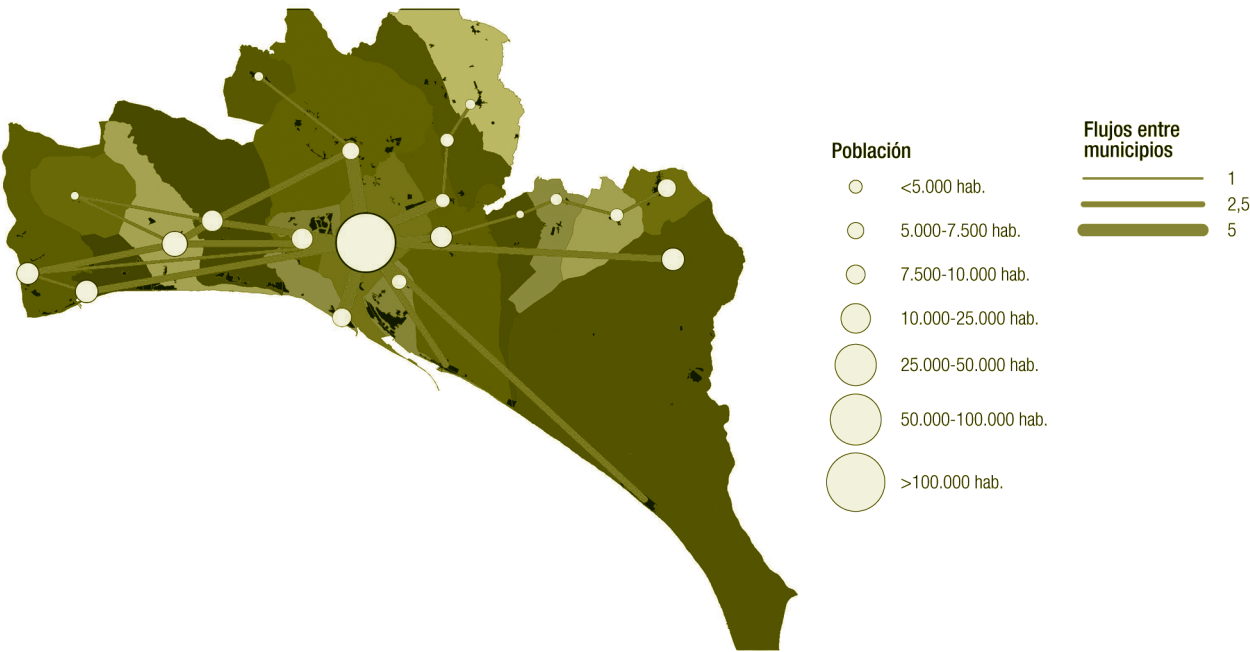 Población
<5.000 hab.
5.000-7.500 hab.
7.500-10.000 hab.
10.000-25.000 hab.
25.000-50.000 hab.
50.000-100.000 hab.
>100.000 hab.
Flujos entre
municipios
1
2,5
5